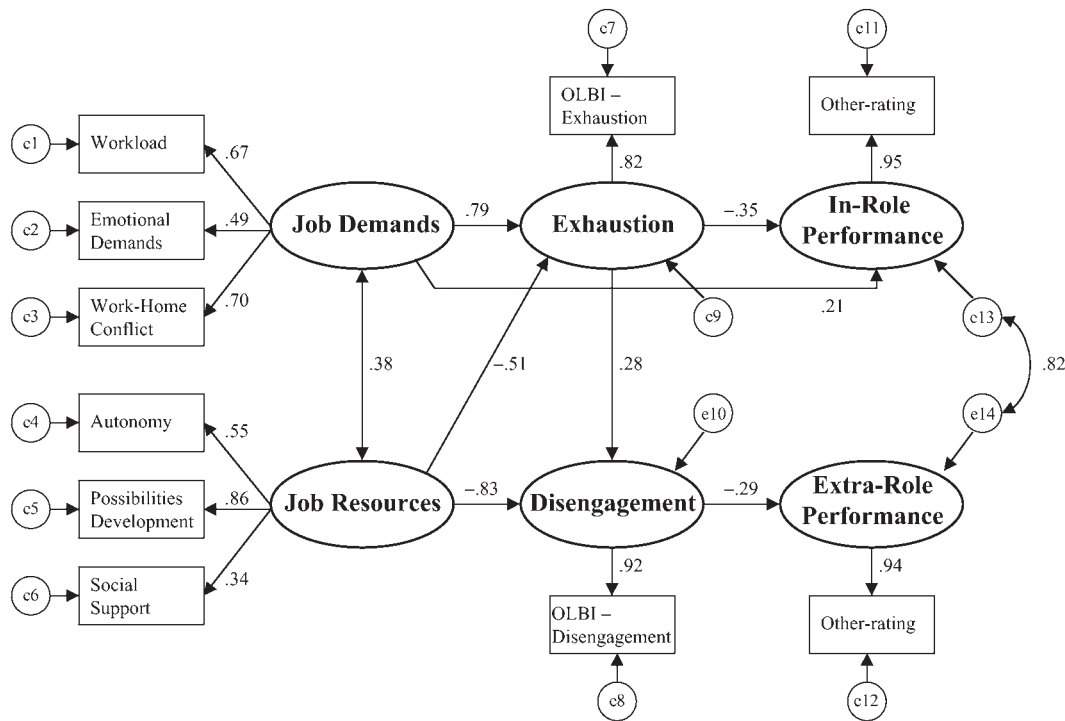 c7
c11
OLBI –
Exhaustion
Other-rating
c1
Workload
.67
.82
.95
c2
Emotional
Demands
.49
Job Demands
.79
Exhaustion
–.35
In-Role
Performance
c3
Work-Home
Conflict
.70
.21
c9
c13
.38
–.51
.28
.82
c4
Autonomy
.55
e10
e14
c5
Possibilities
Development
.86
Job Resources
–.83
Disengagement
–.29
Extra-Role
Performance
c6
Social
Support
.34
.92
.94
OLBI –
Disengagement
Other-rating
c8
c12